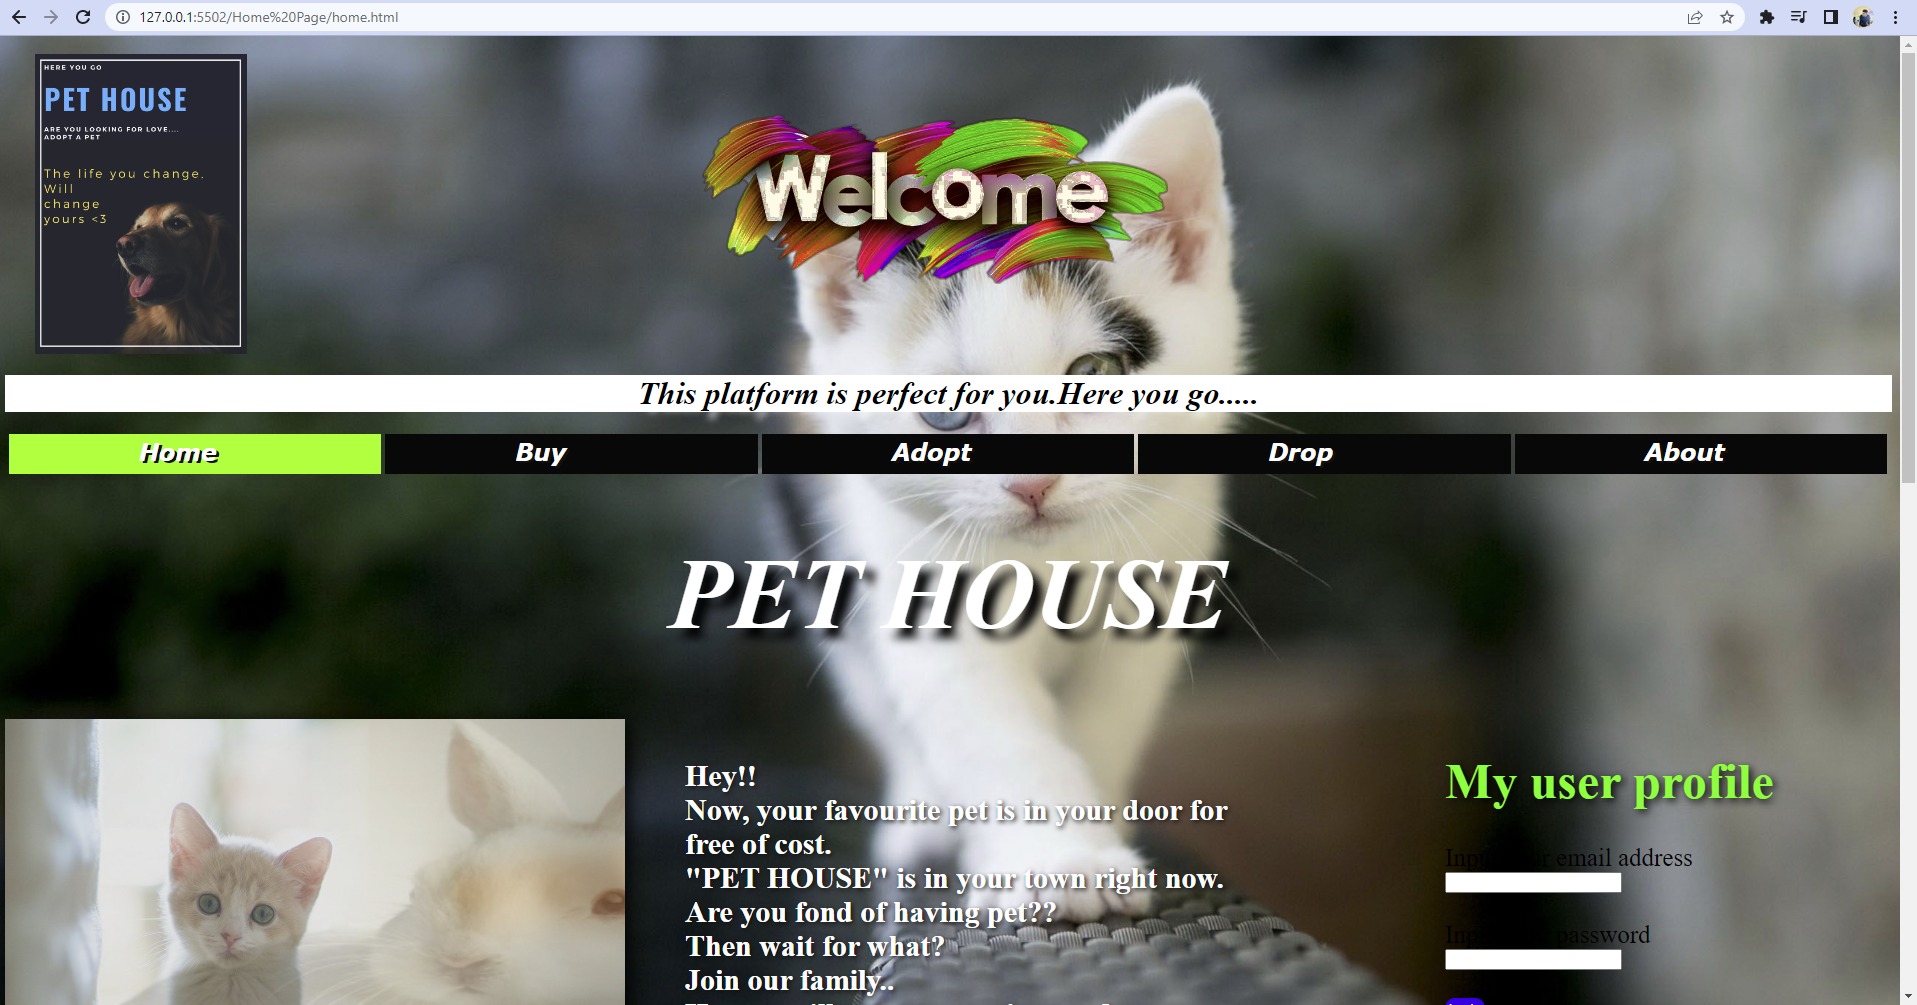 127.0.0.1:5502/Home%20Page/home.html
HERE YOU GO
PET HOUSE
ARE YOU LOOKING FOR LOVE....
ADOPT A PET
The life you change.
Will
change
yours <3
Welcome
This platform is perfect for you.Here you go.....
Home Buy Adopt Drop About
PET HOUSE
Hey!!
Now, your favourite pet is in your door for
free of cost.
"PET HOUSE" is in your town right now.
Are you fond of having pet??
Then wait for what?
Join our family..
My user profile
Input your email address
password